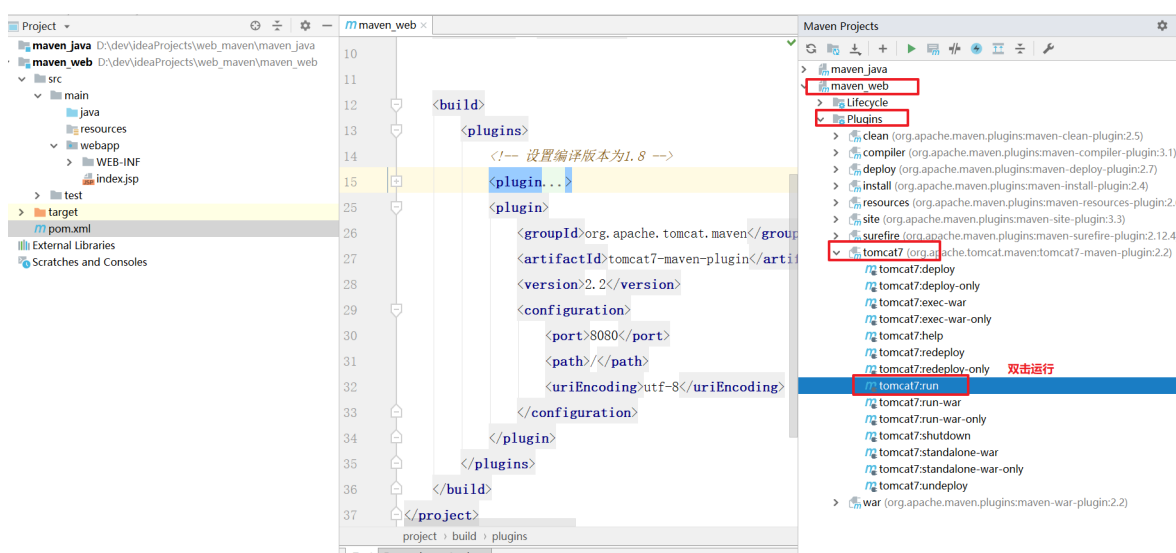 Project
maven_java D:\dev\ideaProjects\web_maven\maven_java
maven_web D:\dev\ideaProjects\web_maven\maven_web
src
main
java
resources
webapp
WEB-INF
index.jsp
test
target
pom.xml
External Libraries
Scratches and Consoles
maven_web
10
11
12 <build>
13 <plugins>
14 <!-- 设置编译版本为1.8 -->
15 <plugin...>
25 <plugin>
26 <groupId>org.apache.tomcat.maven</group
27 <artifactId>tomcat7-maven-plugin</artif
28 <version>2.2</version>
29 <configuration>
30 <port>8080</port>
31 <path>/</path>
32 <uriEncoding>utf-8</uriEncoding>
33 </configuration>
34 </plugin>
35 </plugins>
36 </build>
37 </project>
project › build › plugins
Maven Projects
maven_java
maven_web
Lifecycle
Plugins
clean (org.apache.maven.plugins:maven-clean-plugin:2.5)
compiler (org.apache.maven.plugins:maven-compiler-plugin:3.1)
deploy (org.apache.maven.plugins:maven-deploy-plugin:2.7)
install (org.apache.maven.plugins:maven-install-plugin:2.4)
resources (org.apache.maven.plugins:maven-resources-plugin:2.
site (org.apache.maven.plugins:maven-site-plugin:3.3)
surefire (org.apache.maven.plugins:maven-surefire-plugin:2.12.4
tomcat7 (org.apache.tomcat.maven:tomcat7-maven-plugin:2.2)
tomcat7:deploy
tomcat7:deploy-only
tomcat7:exec-war
tomcat7:exec-war-only
tomcat7:help
tomcat7:redeploy
tomcat7:redeploy-only 双击运行
tomcat7:run
tomcat7:run-war
tomcat7:run-war-only
tomcat7:shutdown
tomcat7:standalone-war
tomcat7:standalone-war-only
tomcat7:undeploy
war (org.apache.maven.plugins:maven-war-plugin:2.2)